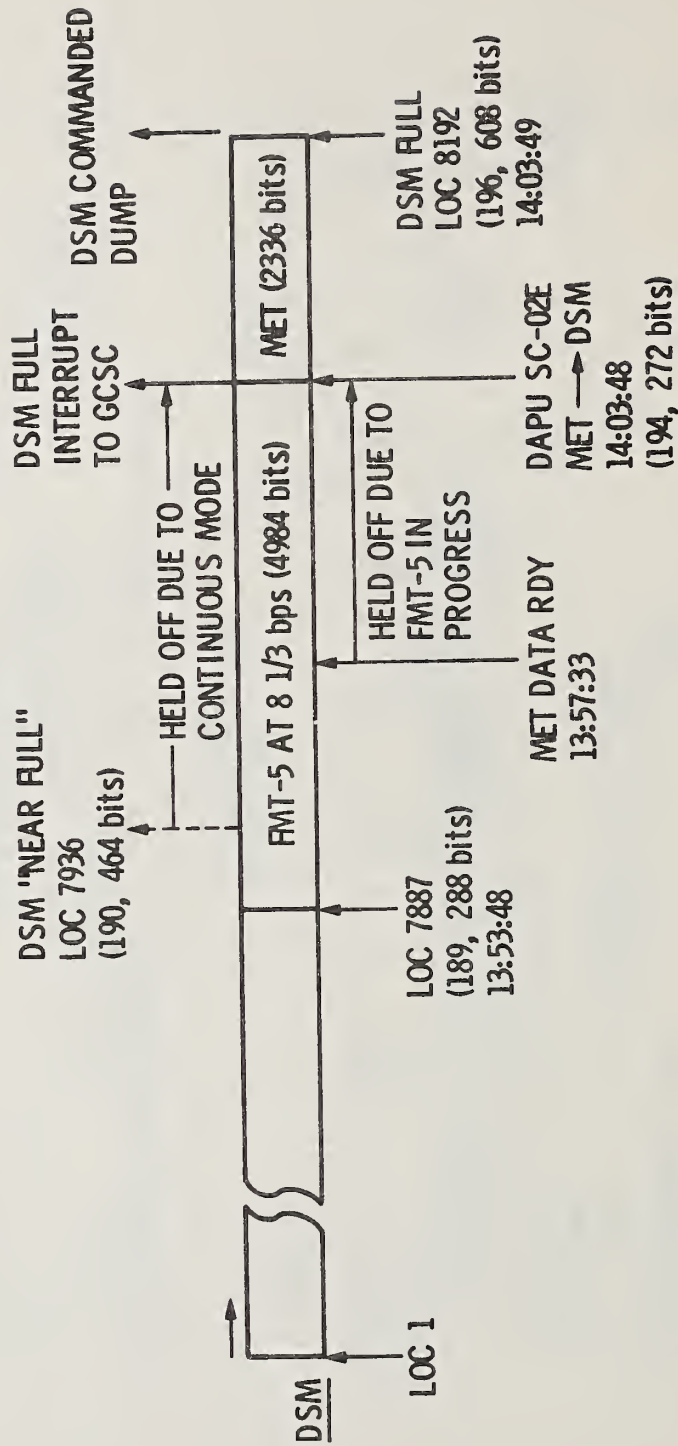 DSM "NEAR FULL"
LOC 7936
(190, 464 bits)
DSM FULL
INTERRUPT
TO GCSC
DSM COMMANDED
DUMP
HELD OFF DUE TO
CONTINUOUS MODE
FMT-5 AT 8 1/3 bps (4984 bits)
MET (2336 bits)
DSM
LOC 1
LOC 7887
(189, 288 bits)
13:53:48
HELD OFF DUE TO
FMT-5 IN
PROGRESS
MET DATA RDY
13:57:33
DAPU SC-02E
MET → DSM
14:03:48
(194, 272 bits)
DSM FULL
LOC 8192
(196, 608 bits)
14:03:49